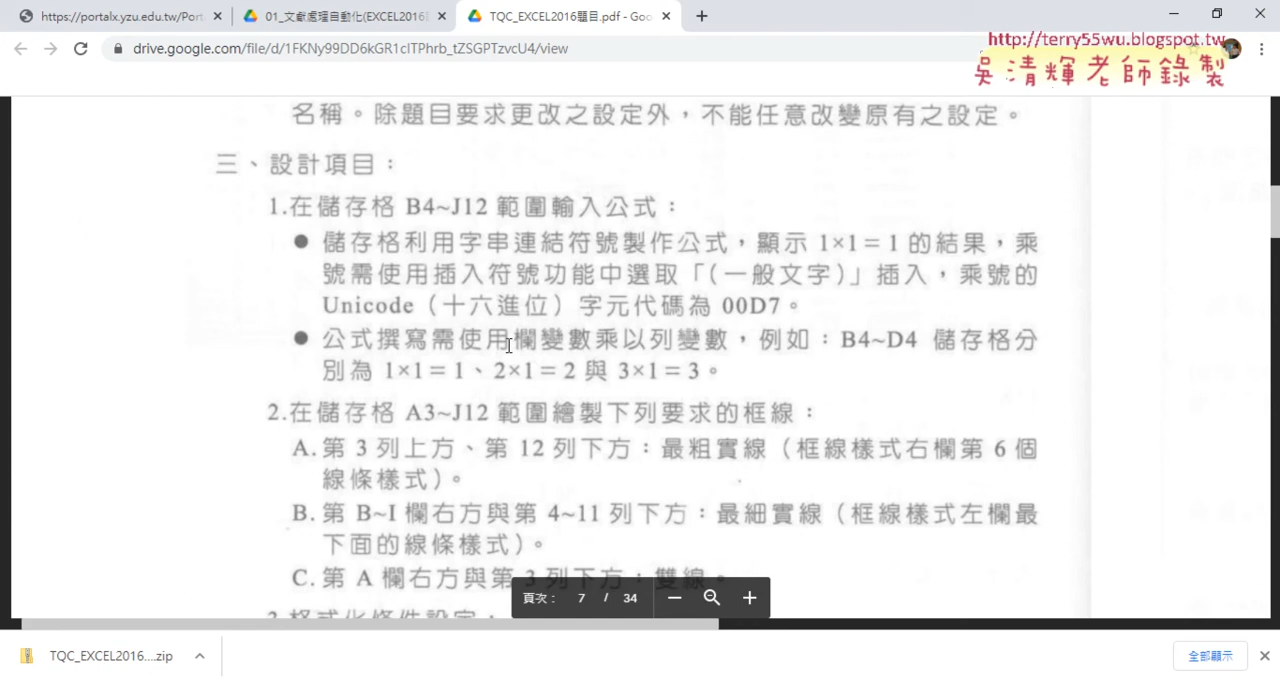 https://portalx.yzu.edu.tw/Port
01_文獻處理自動化(EXCEL2016
TQC_EXCEL2016題目.pdf - Goo
drive.google.com/file/d/1FKNy99DD6kGR1cITPhrb_tZSGPTzvcU4/view
http://terry55wu.blogspot.tw
吳清輝老師錄製
名稱。除題目要求更改之設定外，不能任意改變原有之設定。
三、設計項目：
1.在儲存格 B4~J12 範圍輸入公式：
● 儲存格利用字串連結符號製作公式，顯示 1×1 = 1 的結果，乘
號需使用插入符號功能中選取「(一般文字)」插入，乘號的
Unicode（十六進位）字元代碼為 00D7。
● 公式撰寫需使用欄變數乘以列變數，例如：B4~D4 儲存格分
別為 1×1 = 1、2×1 = 2 與 3×1 = 3。
2.在儲存格 A3~J12 範圍繪製下列要求的框線：
A.第 3 列上方、第 12 列下方：最粗實線（框線樣式右欄第 6 個
線條樣式）。
B.第 B~I 欄右方與第 4~11 列下方：最細實線（框線樣式左欄最
下面的線條樣式）。
C.第 A 欄右方與第 3 列下方：雙線。
3.格式化條件設定：
頁次： 7 / 34
TQC_EXCEL2016....zip
全部顯示